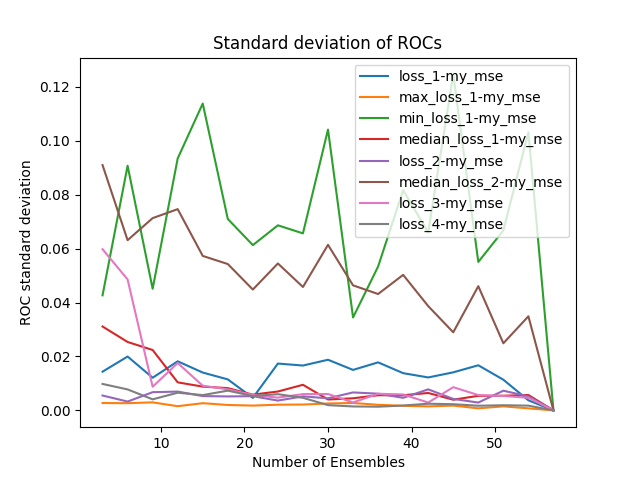 Standard deviation of ROCs
ROC standard deviation
0.12
0.10
0.08
0.06
0.04
0.02
0.00
loss_1-my_mse
max_loss_1-my_mse
min_loss_1-my_mse
median_loss_1-my_mse
loss_2-my_mse
median_loss_2-my_mse
loss_3-my_mse
loss_4-my_mse
10 20 30 40 50
Number of Ensembles